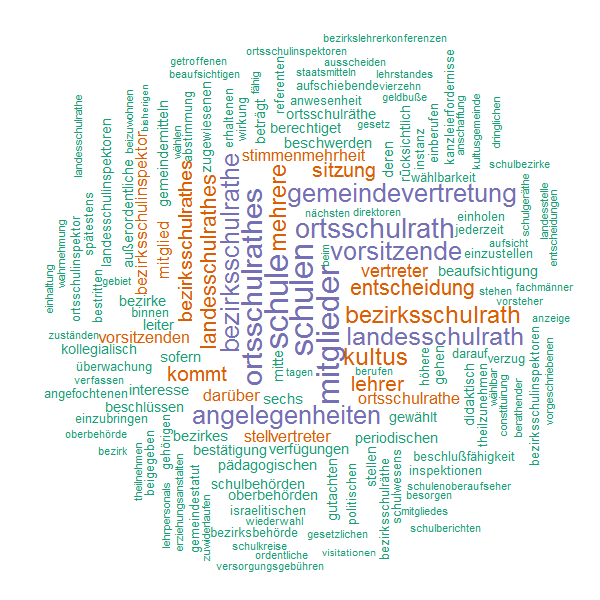 bezirkslehrerkonferenzen
ortsschulinspektoren
getroffenen
ausscheiden
beaufsichtigen
fähig
staatsmitteln
lehrstandes
aufschiebende
vierzehn
referenten
kanzleierfordernisse
landesschulrathe
beizuwohnen
bisherigen
wählen
abstimmung
zugewiesenen
erhaltenen
wirkung
beträgt
anwesenheit
geldbuße
ortsschulräthe
berechtiget
gesetz
beschwerden
deren
rücksichtlich
instanz
einberufen
anschaffung
kultusgemeinde
dringlichen
landesschulinspektoren
außerordentliche
bezirksschulinspektor
gemeindemitteln
stimmenmehrheit
sitzung
wählbarkeit
schulbezirke
bezirksschulrathes
landesschulrathes
bezirksschulrathe
ortsschulrathes
mehrere
gemeindevertretung
schulgeräthe
landesstelle
entscheidungen
spätestens
mitglied
nächsten
direktoren
einholen
jederzeit
ortsschulrath
ortsschulinspektor
wahrnehmung
einhaltung
bestritten
gebiet
schule
schulen
beim
mitglieder
vorsitzende
aufsicht
einzustellen
vertreter
beaufsichtigung
fachmänner
entscheidung
stehen
vorsteher
bezirke
binnen
leiter
bezirksschulrath
anzeige
zuständen
vorsitzenden
landesschulrath
kollegialisch
sofern
mitte
kultus
höhere
gehen
darauf
verzug
überwachung
kommt
tagen
berufen
verfassen
lehrer
didaktisch
theilzunehmen
wählbar
constituirung
berathender
bezirksschulinspektoren
vorgeschriebenen
angefochtenen
interesse
darüber
sechs
ortsschulrathe
beschlüssen
angelegenheiten
gewählt
einzubringen
oberbehörde
bezirkes
stellvertreter
periodischen
bezirk
bestätigung
verfügungen
beschlußfähigkeit
theilnehmen
beigegeben
gehörigen
pädagogischen
stellen
inspektionen
lehrpersonals
erziehungsanstalten
gemeindestatut
zuwiderlaufen
schulbehörden
oberbehörden
gutachten
politischen
bezirksschulräthe
schulwesens
schulenoberaufseher
besorgen
israelitischen
mitgliedes
wiederwahl
bezirksbehörde
gesetzlichen
schulberichten
schulkreise
ordentliche
visitationen
versorgungsgebühren